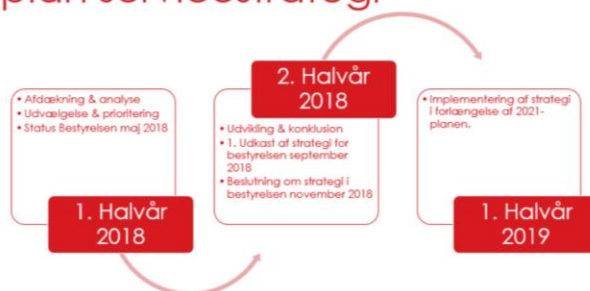 plan servicestrategi
• Afdækning & analyse
• Udvælgelse & prioritering
• Status Bestyrelsen maj 2018
1. Halvår
2018
2. Halvår
2018
• Udvikling & konklusion
• 1. Udkast af strategi for
bestyrelsen september
2018
• Beslutning om strategi i
bestyrelsen november 2018
• Implementering af strategi
i forlængelse af 2021-
planen.
1. Halvår
2019